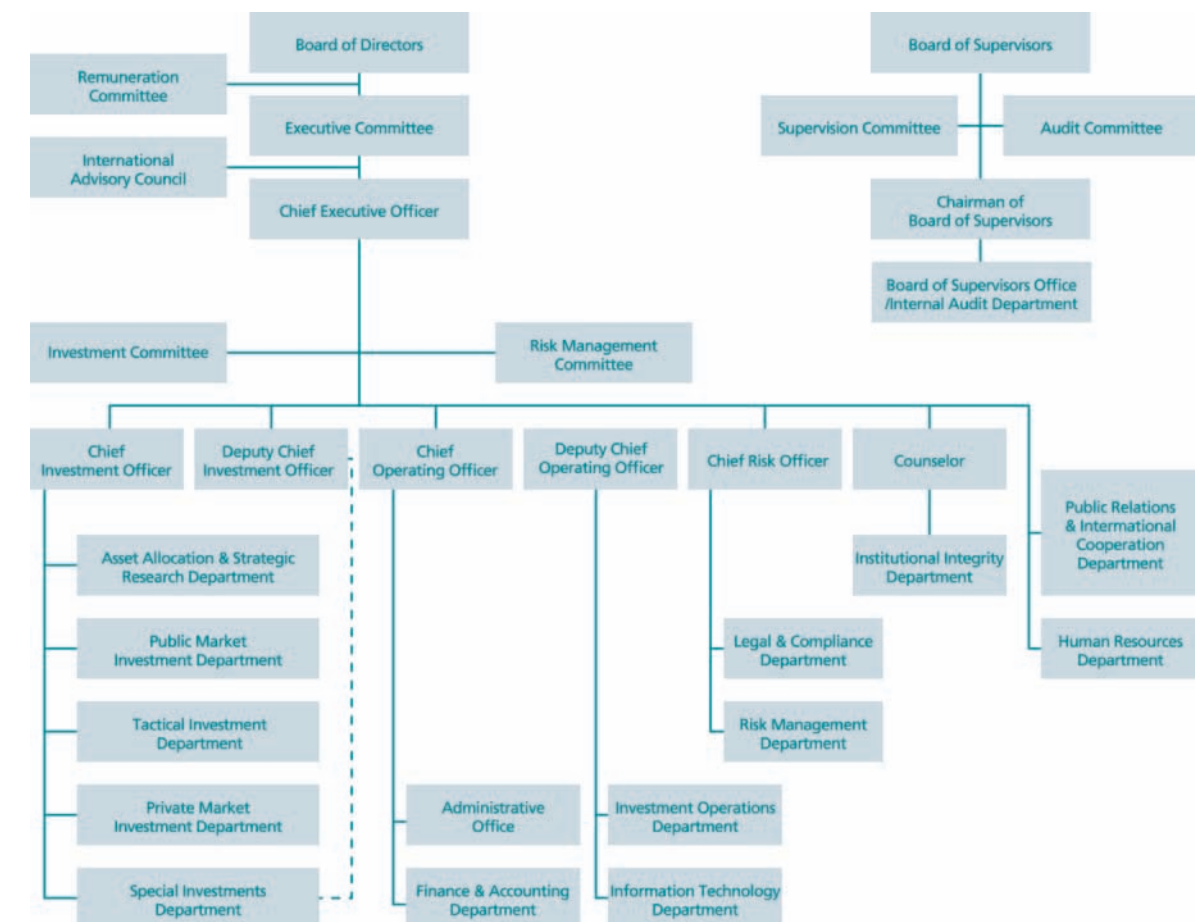 Board of Directors
Board of Supervisors
Remuneration
Committee
Executive Committee
Supervision Committee
Audit Committee
International
Advisory Council
Chief Executive Officer
Chairman of
Board of Supervisors
Board of Supervisors Office
/Internal Audit Department
Investment Committee
Risk Management
Committee
Chief
Investment Officer
Deputy Chief
Investment Officer
Chief
Operating Officer
Deputy Chief
Operating Officer
Chief Risk Officer
Counselor
Public Relations
& International
Cooperation
Department
Asset Allocation & Strategic
Research Department
Institutional Integrity
Department
Public Market
Investment Department
Legal & Compliance
Department
Human Resources
Department
Tactical Investment
Department
Risk Management
Department
Private Market
Investment Department
Administrative
Office
Investment Operations
Department
Special Investments
Department
Finance & Accounting
Department
Information Technology
Department